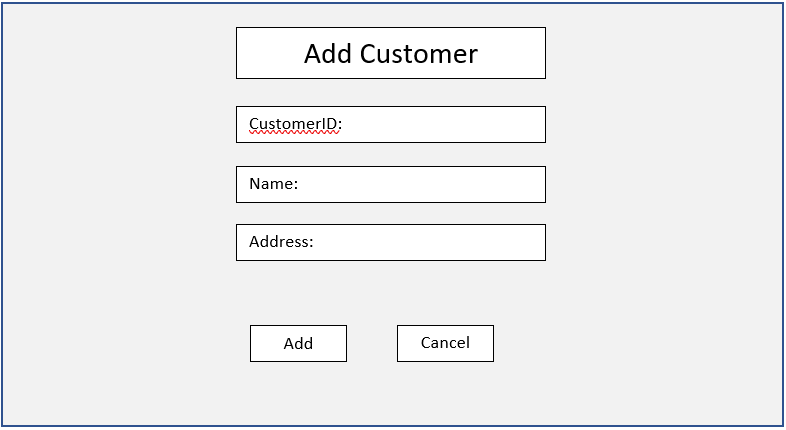 Add Customer
CustomerID:
Name:
Address:
Add
Cancel